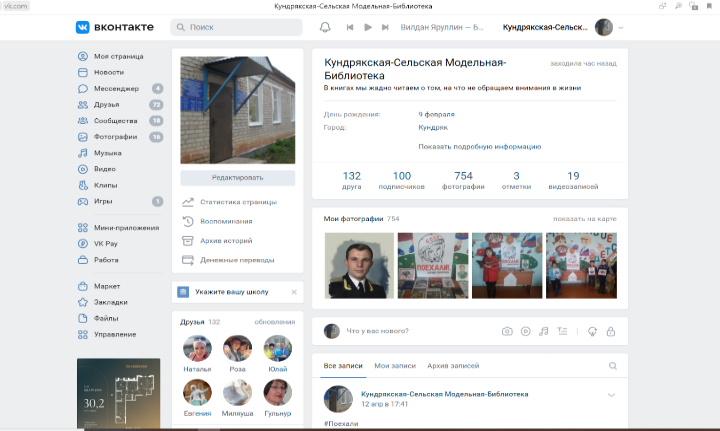 vk.com
Кундрякская-Сельская Модельная-Библиотека
вконтакте
Поиск
Вилдан Яруллин – Б...
Кундрякская-Сельск...
Моя страница
Новости
Мессенджер 4
Друзья 72
Сообщества 18
Фотографии 16
Музыка
Видео
Клипы
Игры 1
Мини-приложения
VK Pay
Работа
Маркет
Закладки
Файлы
Управление
30,2
Редактировать
Статистика страницы
Воспоминания
Архив историй
Денежные переводы
Укажите вашу школу
Друзья 132
обновления
Наталья Роза Юлай
Евгения Миляуша Гульнур
Кундрякская-Сельская Модельная-
Библиотека
заходила час назад
В книгах мы жадно читаем о том, на что не обращаем внимания в жизни
День рождения: 9 февраля
Город: Кундряк
Показать подробную информацию
132 100 754 3 19
друга подписчиков фотографии отметки видеозаписей
Мои фотографии 754
показать на карте
ПОЕХАЛИ!
Что у вас нового?
Все записи Мои записи Архив записей
Кундрякская-Сельская Модельная-Библиотека
12 апр в 17:41
#Поехали